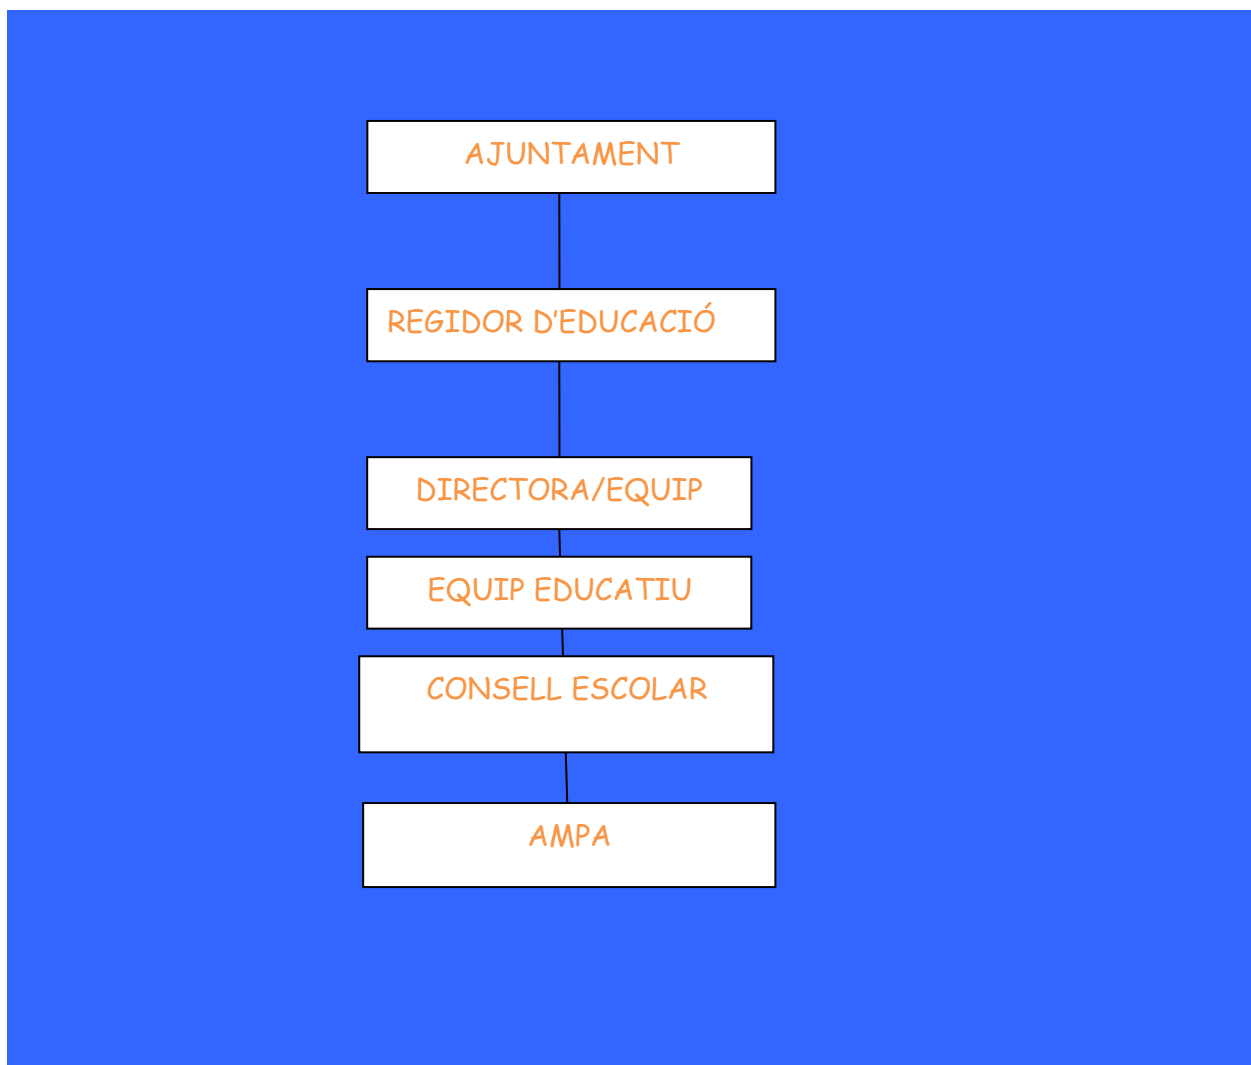 AJUNTAMENT
REGIDOR D’EDUCACIÓ
DIRECTORA/EQUIP
EQUIP EDUCATIU
CONSELL ESCOLAR
AMPA